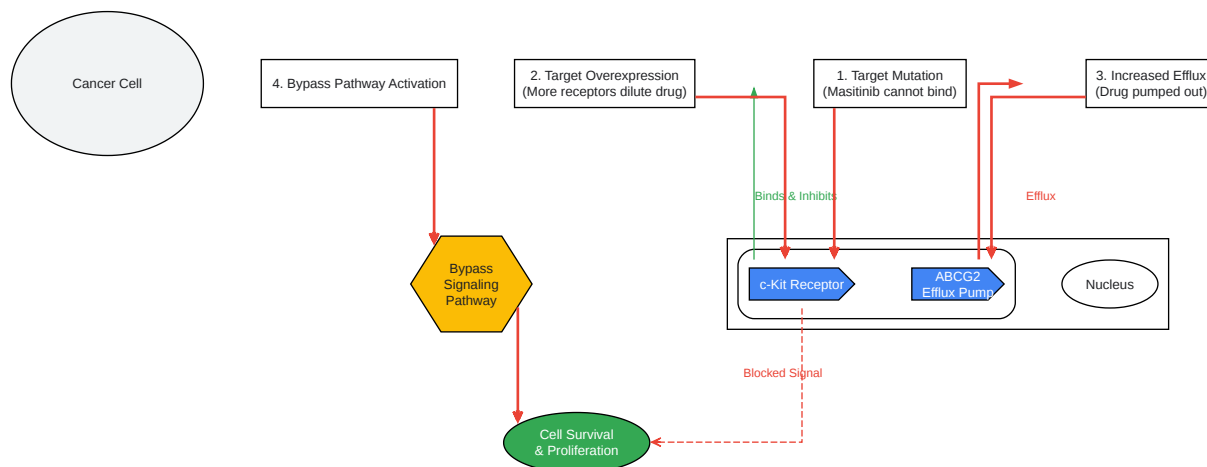 Cancer Cell
4. Bypass Pathway Activation
2. Target Overexpression
(More receptors dilute drug)
1. Target Mutation
(Masitinib cannot bind)
3. Increased Efflux
(Drug pumped out)
Binds & Inhibits
Efflux
Bypass
Signaling
Pathway
c-Kit Receptor
ABCG2
Efflux Pump
Nucleus
Blocked Signal
Cell Survival
& Proliferation